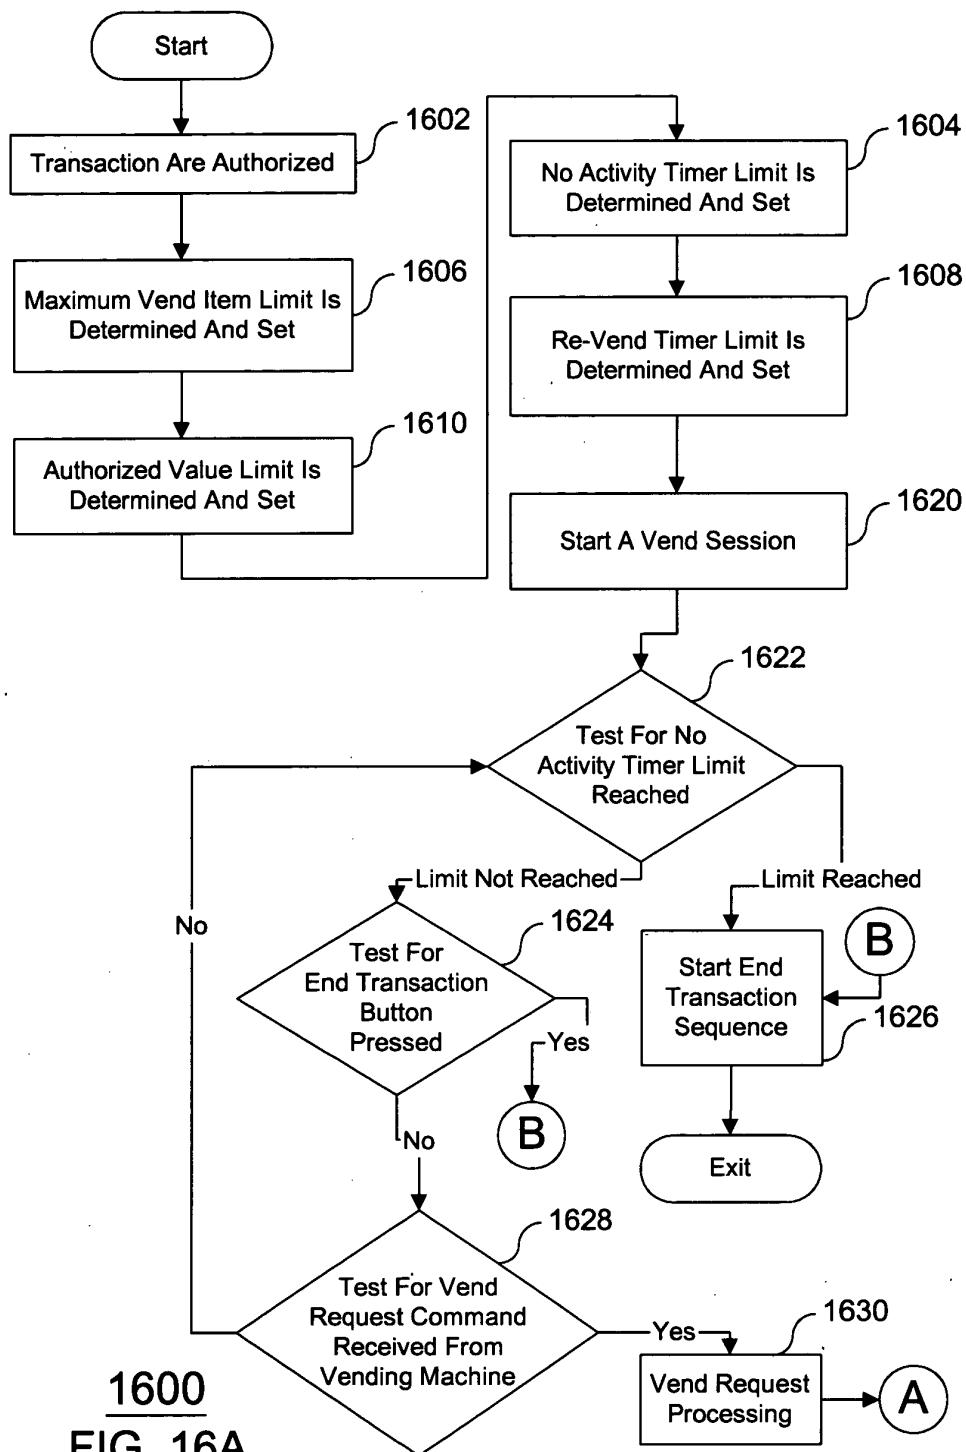 Start
1602
Transaction Are Authorized
1606
Maximum Vend Item Limit Is
Determined And Set
1610
Authorized Value Limit Is
Determined And Set
1604
No Activity Timer Limit Is
Determined And Set
1608
Re-Vend Timer Limit Is
Determined And Set
1620
Start A Vend Session
1622
Test For No
Activity Timer Limit
Reached
Limit Not Reached
Limit Reached
No
1624
Test For
End Transaction
Button
Pressed
Yes
B
B
Start End
Transaction
Sequence
1626
Exit
No
1628
Test For Vend
Request Command
Received From
Vending Machine
Yes
1630
Vend Request
Processing
A
1600
FIG. 16A